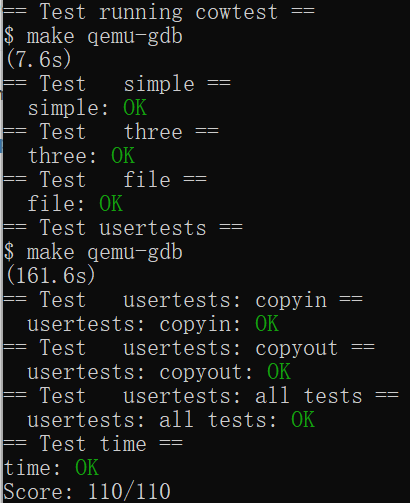 == Test running cowtest ==
$ make qemu-gdb
(7.6s)
== Test   simple ==
  simple: OK
== Test   three ==
  three: OK
== Test   file ==
  file: OK
== Test usertests ==
$ make qemu-gdb
(161.6s)
== Test   usertests: copyin ==
  usertests: copyin: OK
== Test   usertests: copyout ==
  usertests: copyout: OK
== Test   usertests: all tests ==
  usertests: all tests: OK
== Test time ==
time: OK
Score: 110/110